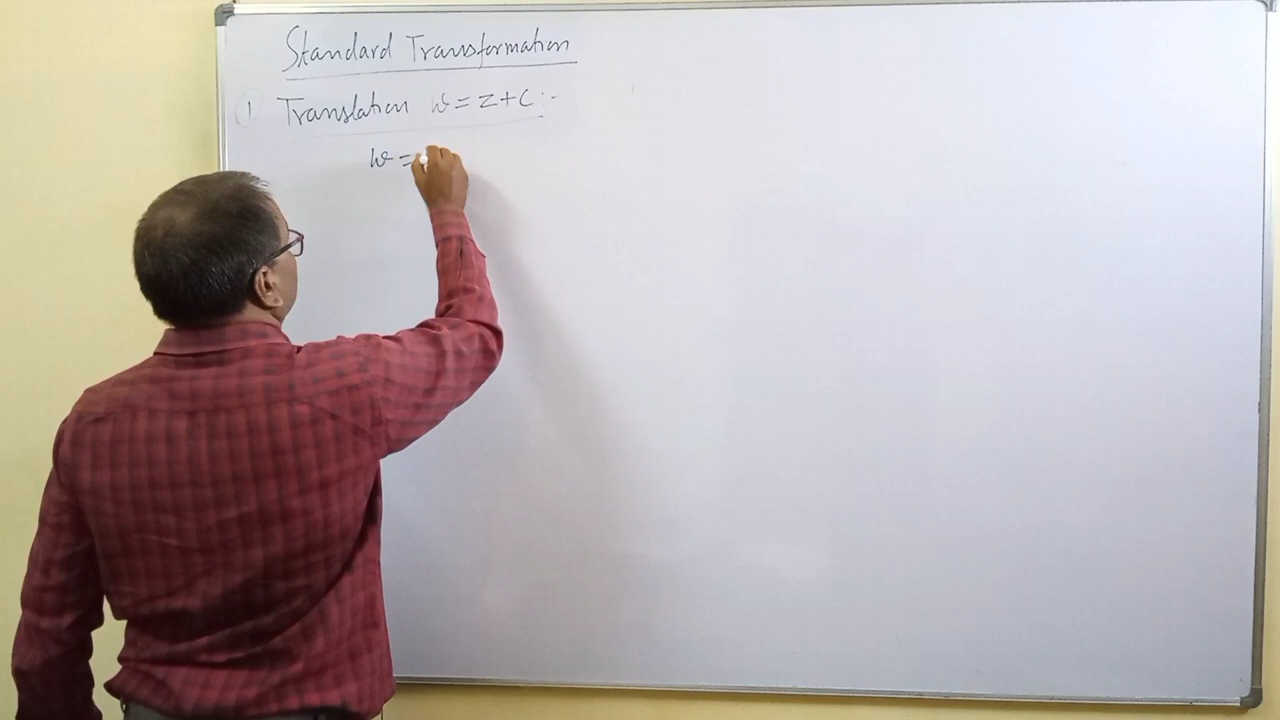 Standard Transformation
① Translation w = z + c :-
w =